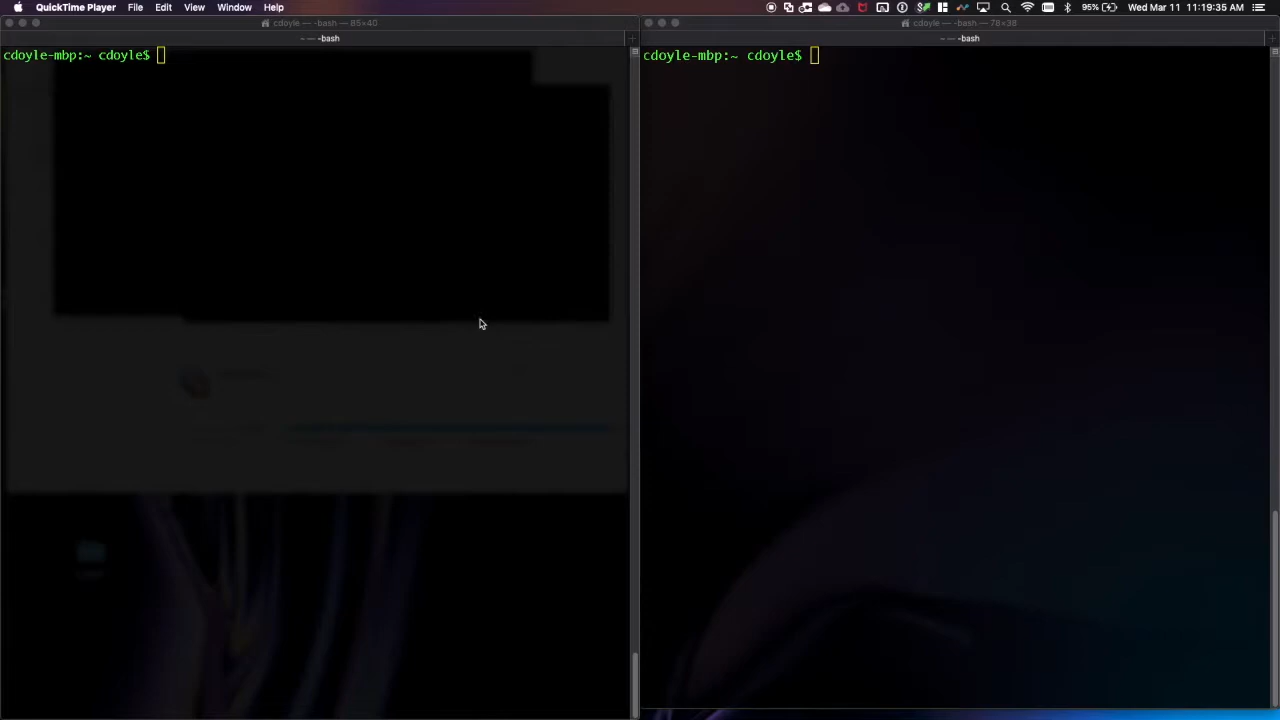 QuickTime Player File Edit View Window Help 95% Wed Mar 11 11:19:35 AM
cdoyle — -bash — 85×40
cdoyle — -bash — 78×38
~ — -bash
~ — -bash
cdoyle-mbp:~ cdoyle$
cdoyle-mbp:~ cdoyle$